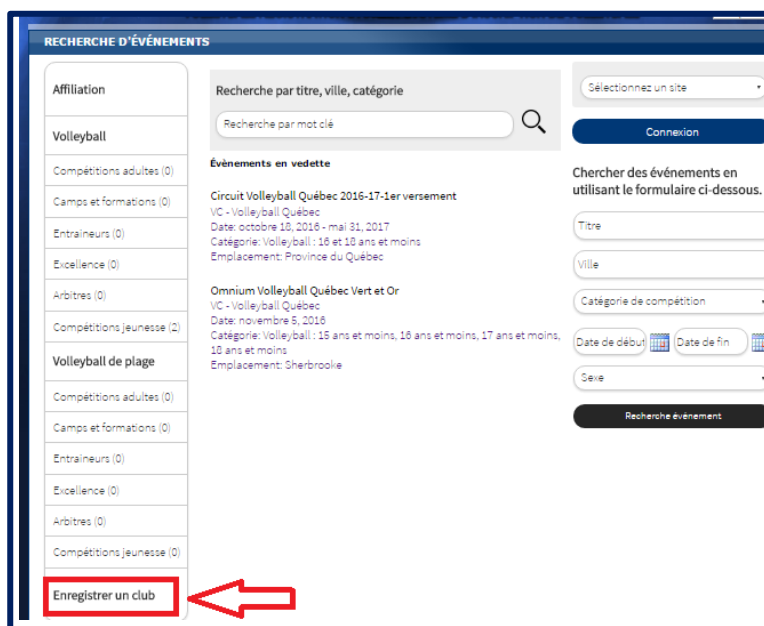 RECHERCHE D'ÉVÉNEMENTS
Affiliation
Volleyball
Compétitions adultes (0)
Camps et formations (0)
Entraineurs (0)
Excellence (0)
Arbitres (0)
Compétitions jeunesse (2)
Volleyball de plage
Compétitions adultes (0)
Camps et formations (0)
Entraineurs (0)
Excellence (0)
Arbitres (0)
Compétitions jeunesse (0)
Enregistrer un club
Recherche par titre, ville, catégorie
Recherche par mot clé
Évènements en vedette
Circuit Volleyball Québec 2016-17-1er versement
VC - Volleyball Québec
Date: octobre 18, 2016 - mai 31, 2017
Catégorie: Volleyball : 16 et 18 ans et moins
Emplacement: Province du Québec
Omnium Volleyball Québec Vert et Or
VC - Volleyball Québec
Date: novembre 5, 2016
Catégorie: Volleyball : 15 ans et moins, 16 ans et moins, 17 ans et moins,
18 ans et moins
Emplacement: Sherbrooke
Sélectionnez un site
Connexion
Chercher des événements en
utilisant le formulaire ci-dessous.
Titre
Ville
Catégorie de compétition
Date de début
Date de fin
Sexe
Recherche événement